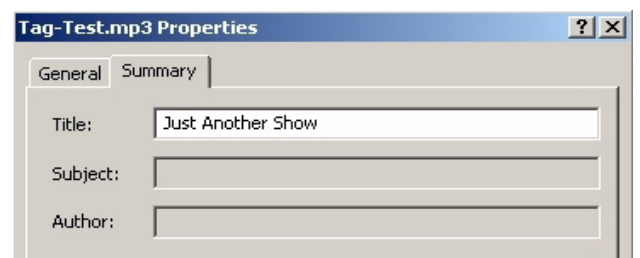 Tag-Test.mp3 Properties
General Summary
Title: Just Another Show
Subject:
Author: